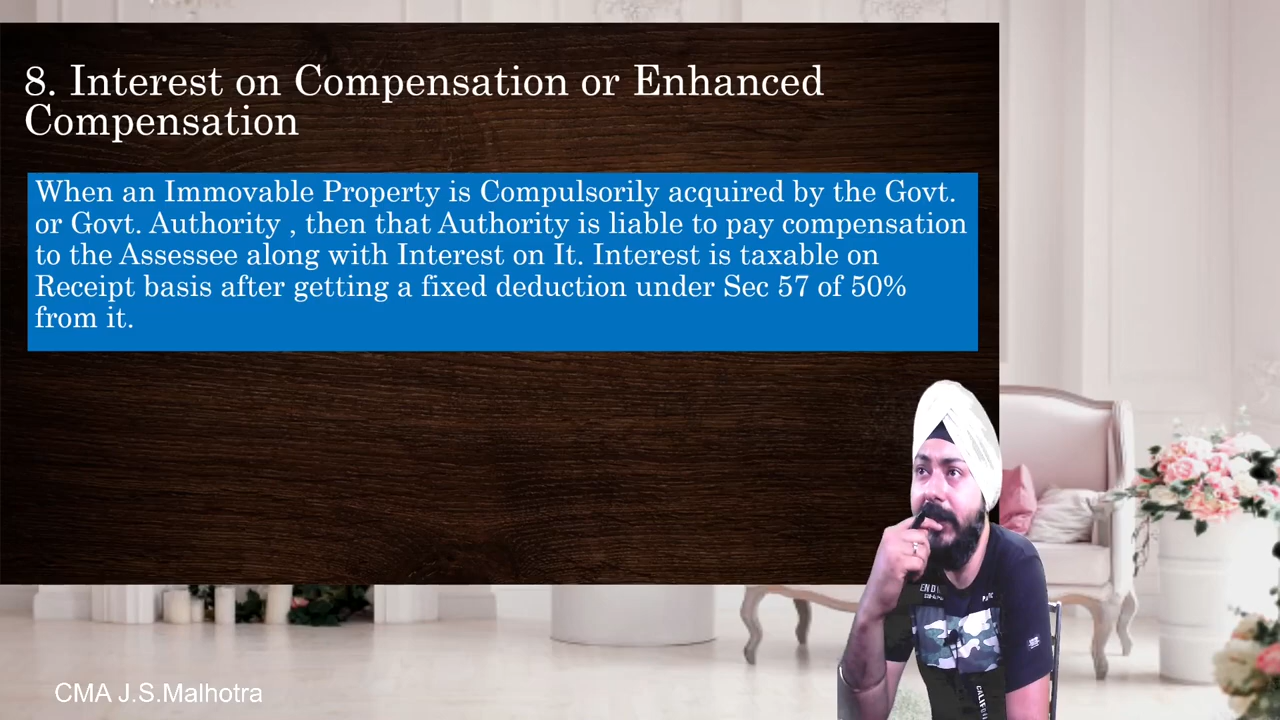 8. Interest on Compensation or Enhanced
Compensation
When an Immovable Property is Compulsorily acquired by the Govt.
or Govt. Authority , then that Authority is liable to pay compensation
to the Assessee along with Interest on It. Interest is taxable on
Receipt basis after getting a fixed deduction under Sec 57 of 50%
from it.
CMA J.S.Malhotra